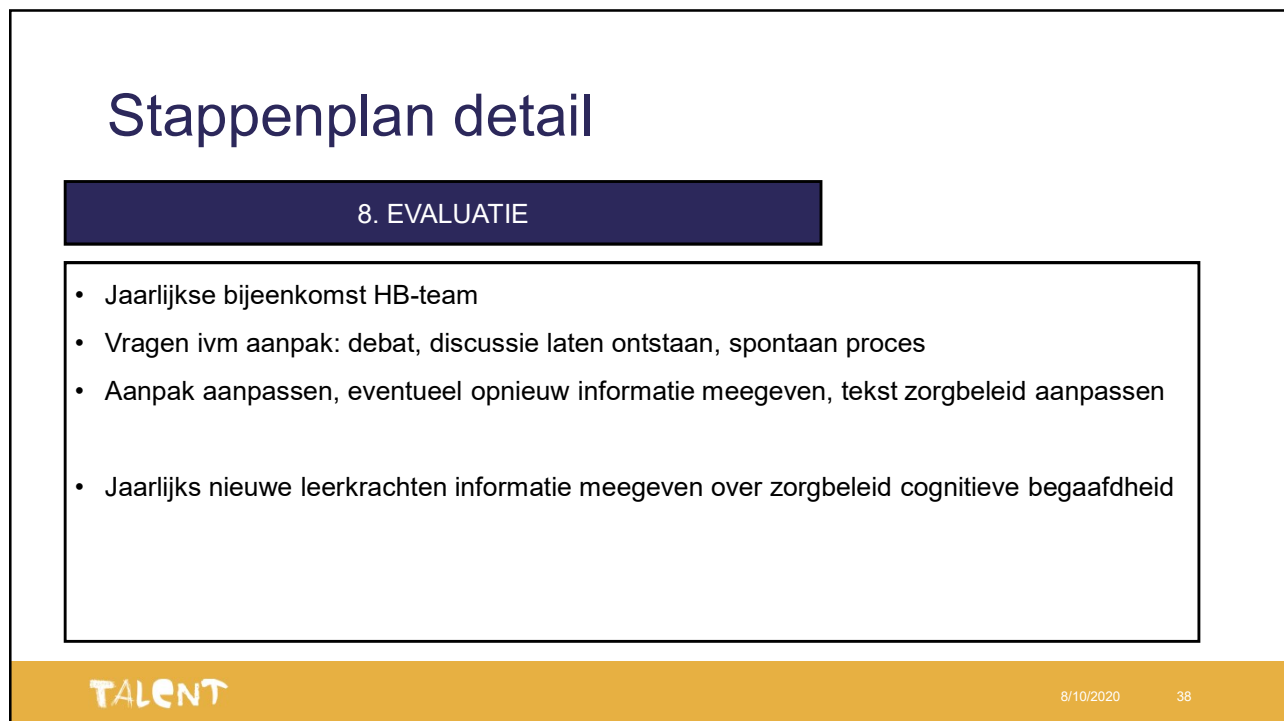 Stappenplan detail
8. EVALUATIE
• Jaarlijkse bijeenkomst HB-team
• Vragen ivm aanpak: debat, discussie laten ontstaan, spontaan proces
• Aanpak aanpassen, eventueel opnieuw informatie meegeven, tekst zorgbeleid aanpassen
• Jaarlijks nieuwe leerkrachten informatie meegeven over zorgbeleid cognitieve begaafdheid
TALENT
8/10/2020 38